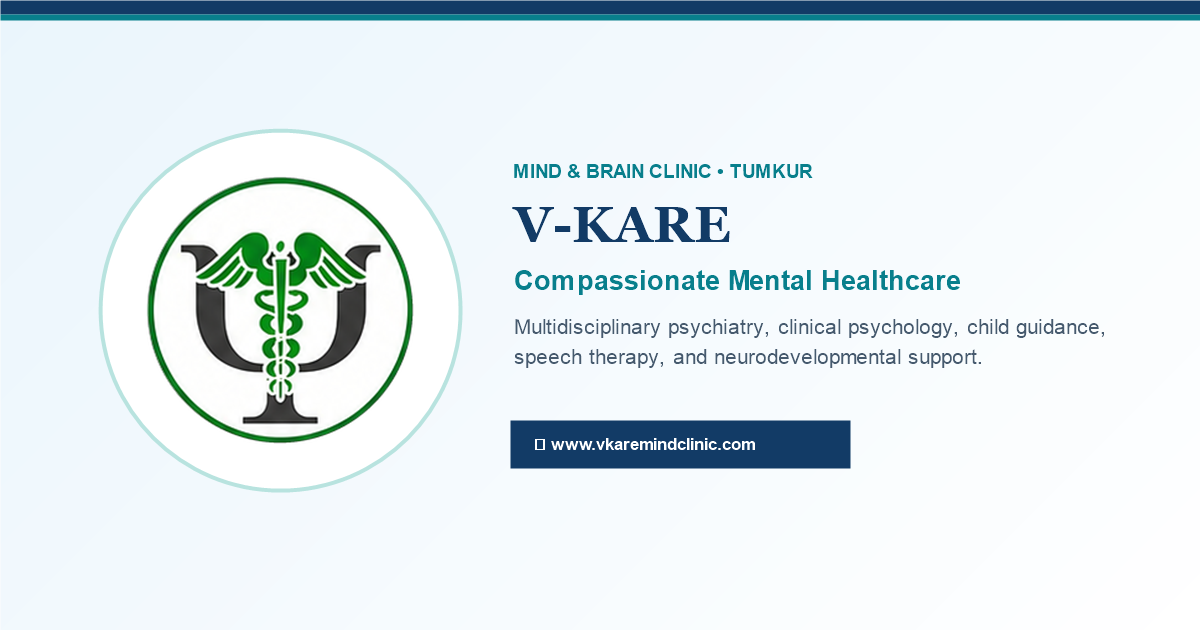 MIND & BRAIN CLINIC • TUMKUR
V-KARE
Compassionate Mental Healthcare
Multidisciplinary psychiatry, clinical psychology, child guidance,
speech therapy, and neurodevelopmental support.
www.vkaremindclinic.com